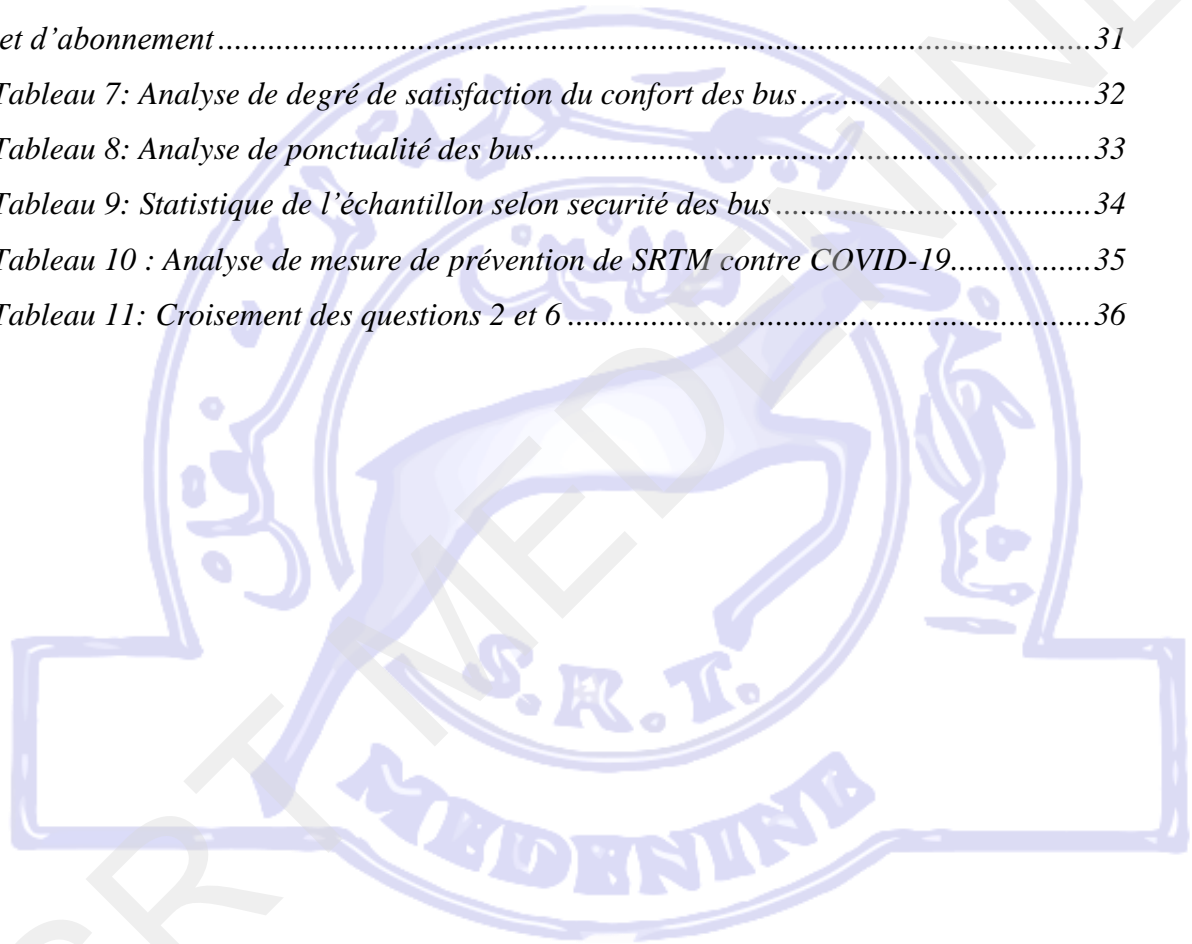 et d’abonnement...31
Tableau 7: Analyse de degré de satisfaction du confort des bus...32
Tableau 8: Analyse de ponctualité des bus...33
Tableau 9: Statistique de l’échantillon selon securité des bus...34
Tableau 10 : Analyse de mesure de prévention de SRTM contre COVID-19...35
Tableau 11: Croisement des questions 2 et 6...36
S.R.T.
MEDENINE
SRT MEDENINE